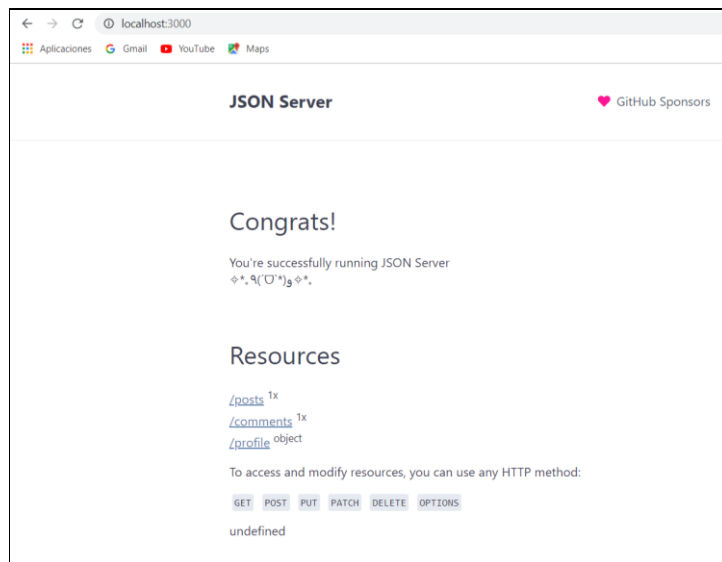 localhost:3000
Aplicaciones Gmail YouTube Maps
JSON Server GitHub Sponsors
Congrats!
You're successfully running JSON Server
✧*｡٩(ˊᗜˋ*)و✧*｡
Resources
/posts 1x
/comments 1x
/profile object
To access and modify resources, you can use any HTTP method:
GET POST PUT PATCH DELETE OPTIONS
undefined